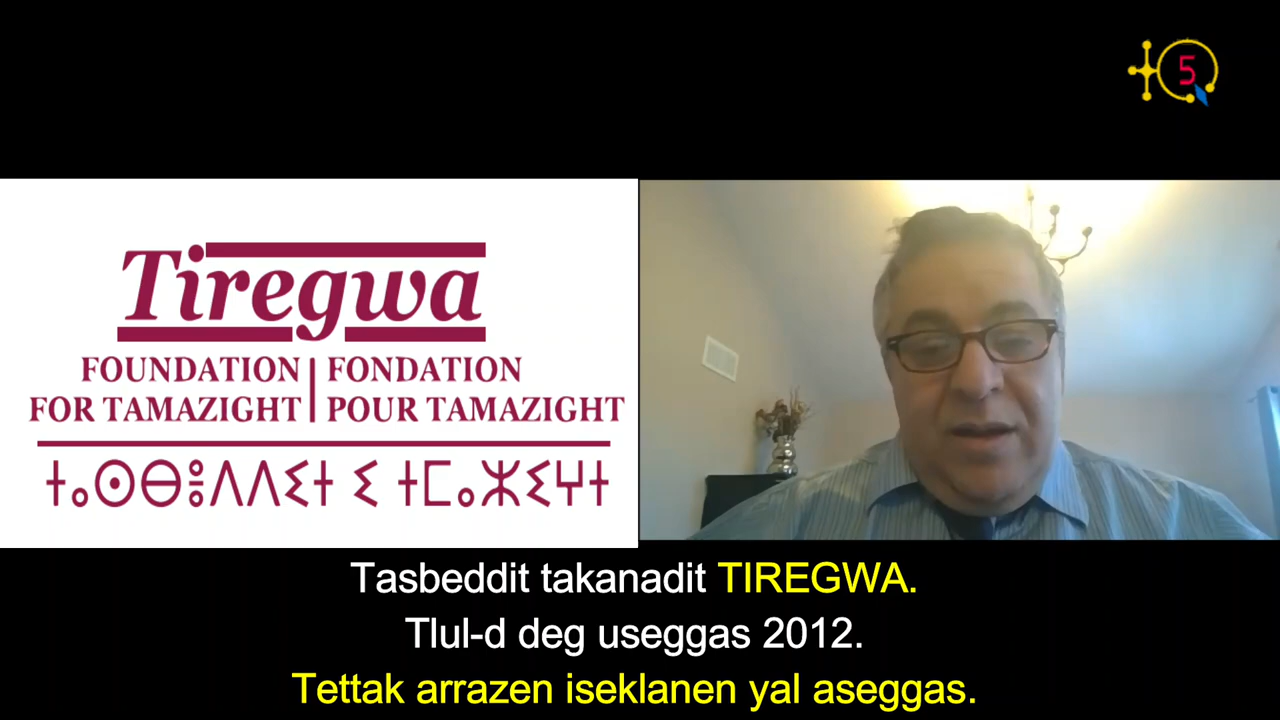 5
Tiregwa
FOUNDATION | FONDATION
FOR TAMAZIGHT | POUR TAMAZIGHT
ⵜⴰⵙⴱⴻⴷⴷⵉⵜ ⵉ ⵜⵎⴰⵣⵉⵖⵜ
Tasbeddit takanadit TIREGWA.
Tlul-d deg useggas 2012.
Tettak arrazen iseklanen yal aseggas.